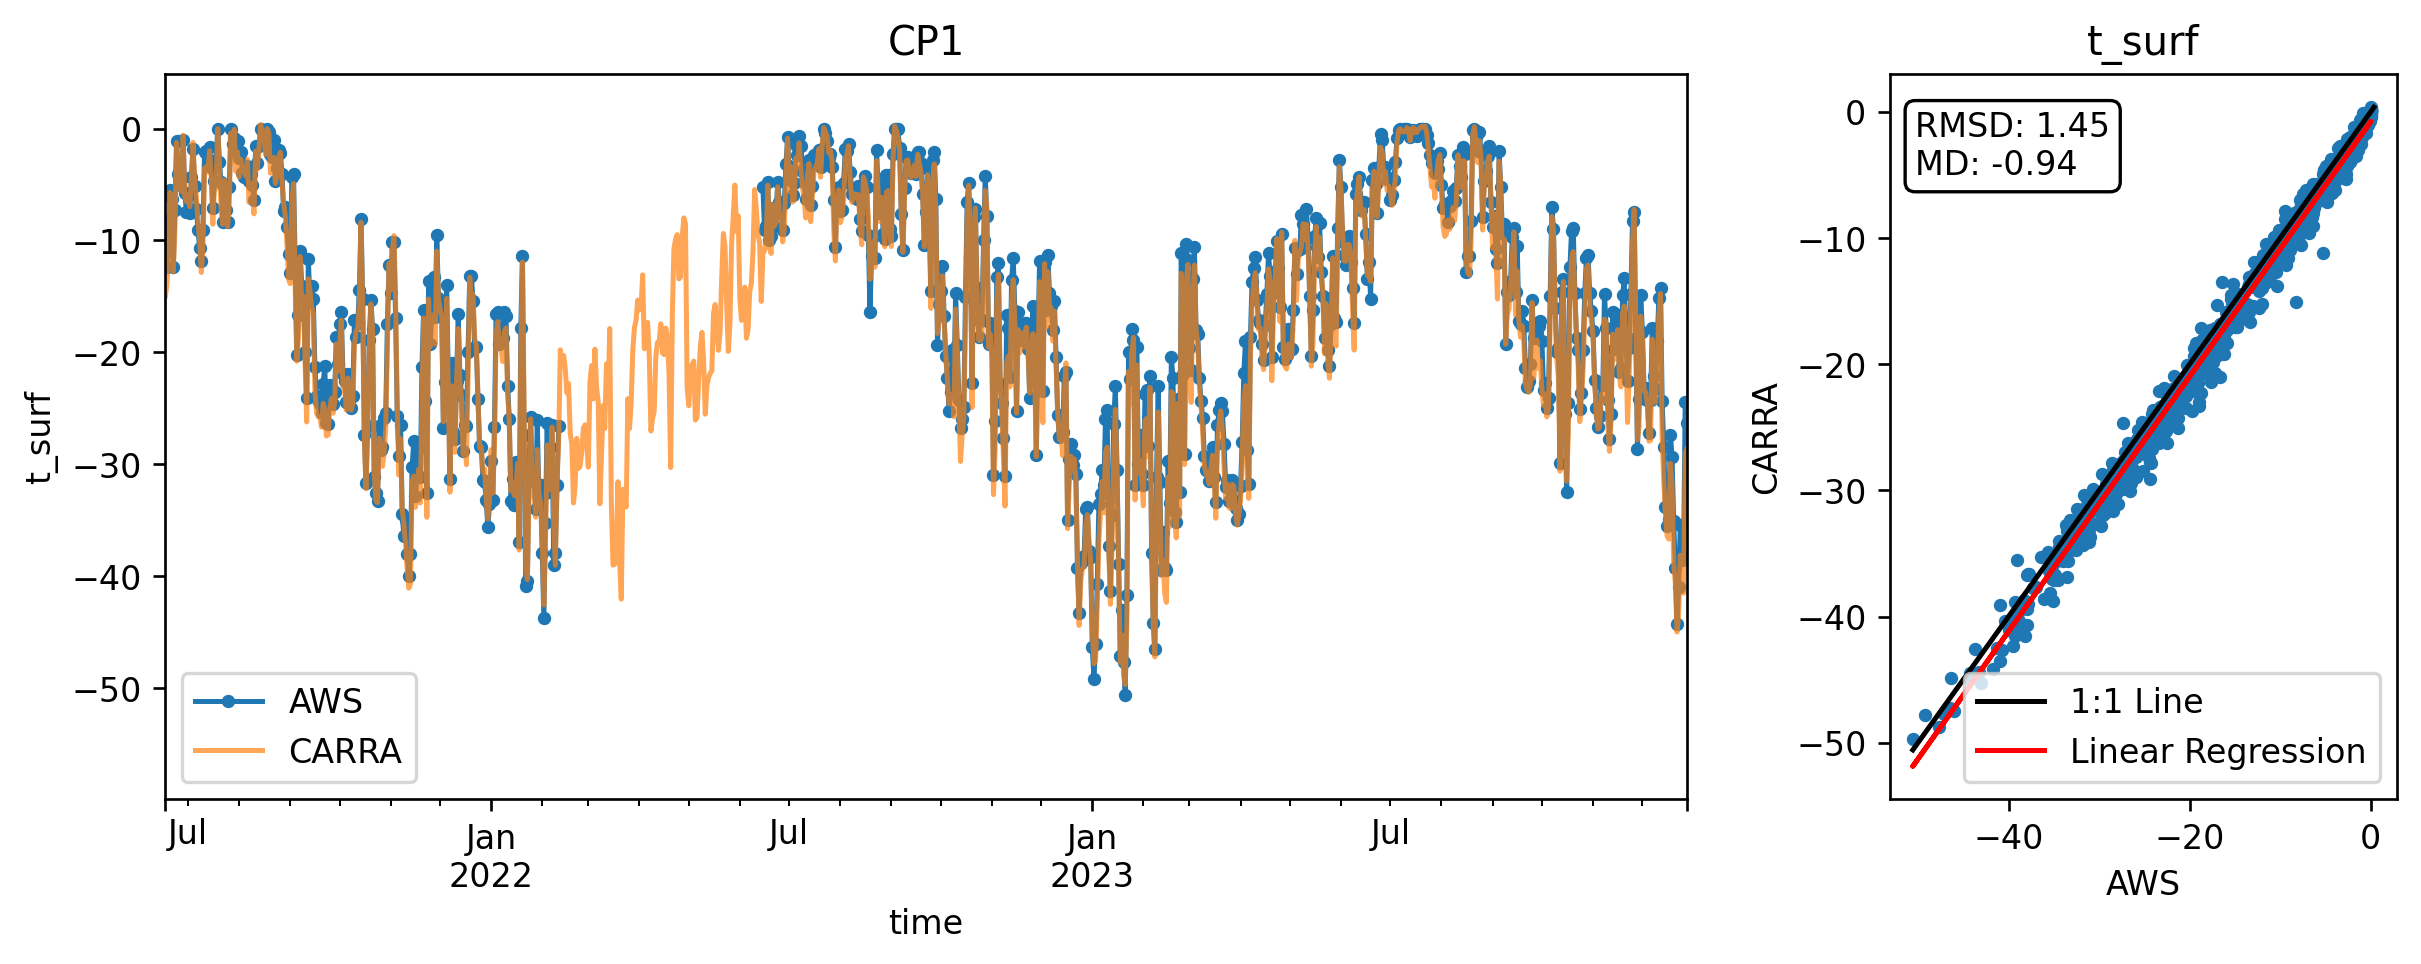 CP1
t_surf
0
−10
−20
−30
−40
−50
t_surf
AWS
CARRA
Jul
Jan
2022
Jul
Jan
2023
Jul
time
RMSD: 1.45
MD: -0.94
0
−10
−20
−30
−40
−50
CARRA
1:1 Line
Linear Regression
−40
−20
0
AWS